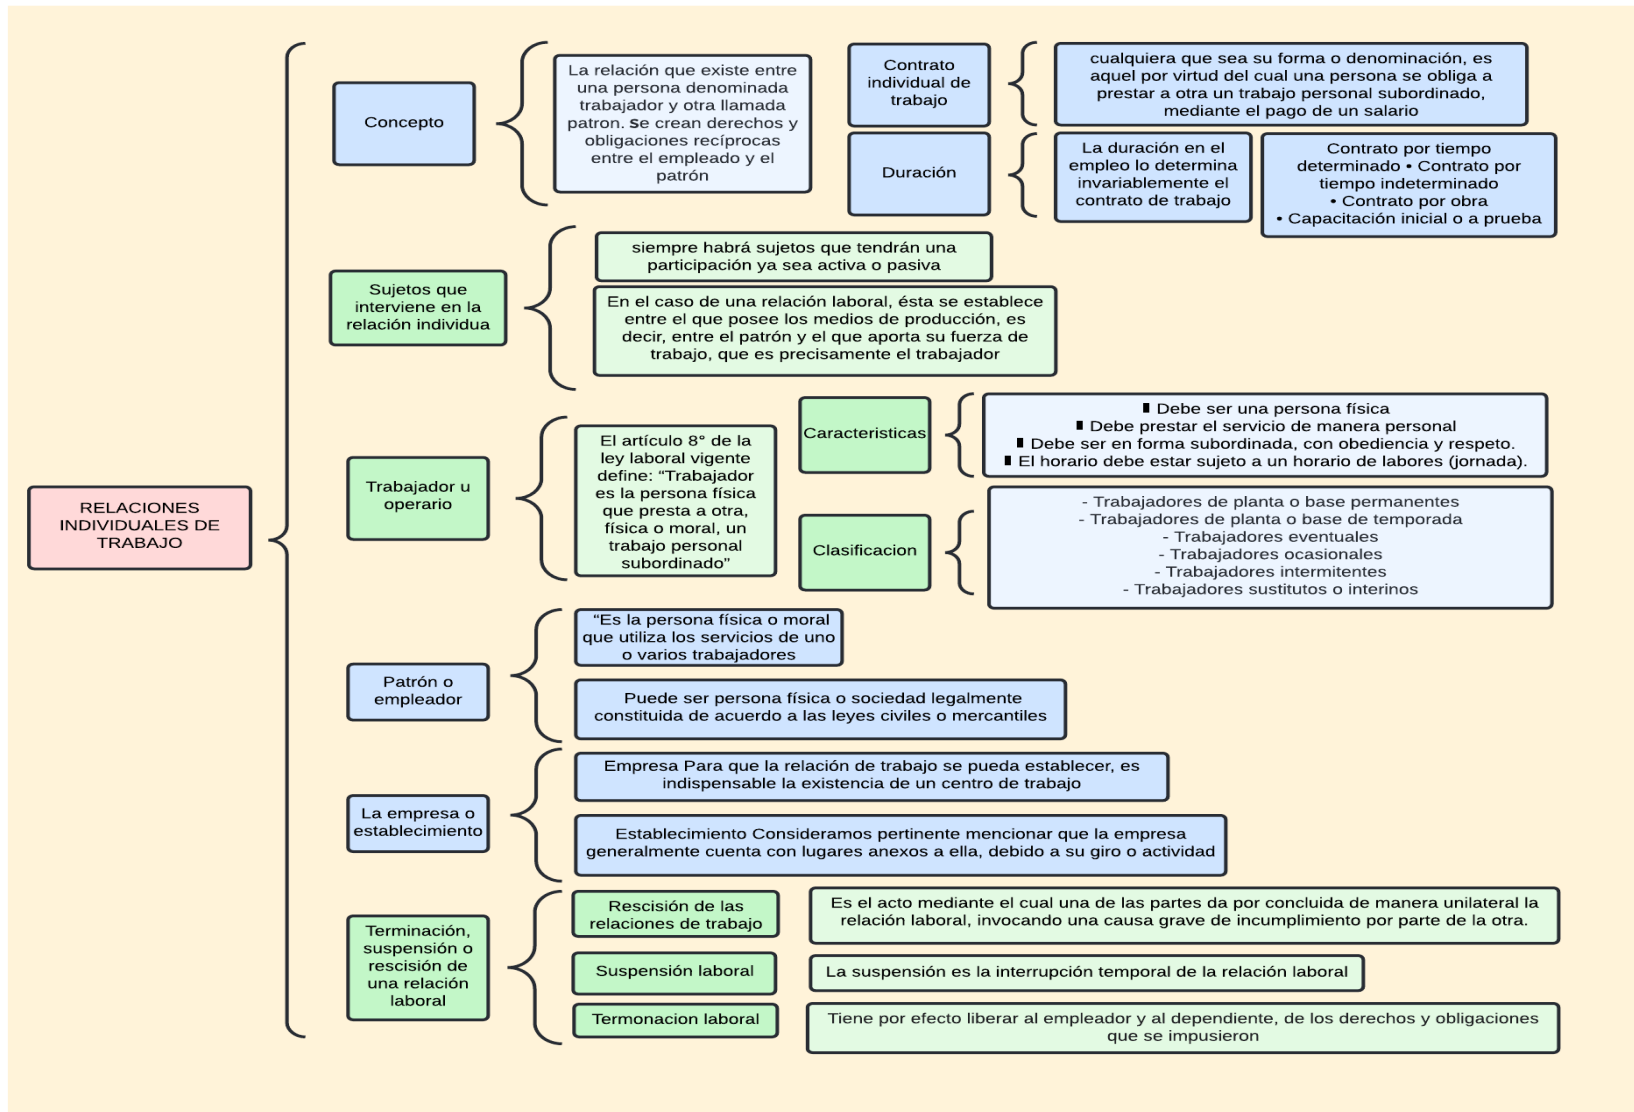 RELACIONES
INDIVIDUALES DE
TRABAJO
Concepto
La relación que existe entre
una persona denominada
trabajador y otra llamada
patron. Se crean derechos y
obligaciones recíprocas
entre el empleado y el
patrón
Contrato
individual de
trabajo
cualquiera que sea su forma o denominación, es
aquel por virtud del cual una persona se obliga a
prestar a otra un trabajo personal subordinado,
mediante el pago de un salario
Duración
La duración en el
empleo lo determina
invariablemente el
contrato de trabajo
Contrato por tiempo
determinado • Contrato por
tiempo indeterminado
• Contrato por obra
• Capacitación inicial o a prueba
Sujetos que
interviene en la
relación individua
siempre habrá sujetos que tendrán una
participación ya sea activa o pasiva
En el caso de una relación laboral, ésta se establece
entre el que posee los medios de producción, es
decir, entre el patrón y el que aporta su fuerza de
trabajo, que es precisamente el trabajador
Trabajador u
operario
El artículo 8° de la
ley laboral vigente
define: “Trabajador
es la persona física
que presta a otra,
física o moral, un
trabajo personal
subordinado”
Caracteristicas
▪ Debe ser una persona física
▪ Debe prestar el servicio de manera personal
▪ Debe ser en forma subordinada, con obediencia y respeto.
▪ El horario debe estar sujeto a un horario de labores (jornada).
Clasificacion
- Trabajadores de planta o base permanentes
- Trabajadores de planta o base de temporada
- Trabajadores eventuales
- Trabajadores ocasionales
- Trabajadores intermitentes
- Trabajadores sustitutos o interinos
Patrón o
empleador
“Es la persona física o moral
que utiliza los servicios de uno
o varios trabajadores
Puede ser persona física o sociedad legalmente
constituida de acuerdo a las leyes civiles o mercantiles
La empresa o
establecimiento
Empresa Para que la relación de trabajo se pueda establecer, es
indispensable la existencia de un centro de trabajo
Establecimiento Consideramos pertinente mencionar que la empresa
generalmente cuenta con lugares anexos a ella, debido a su giro o actividad
Terminación,
suspensión o
rescisión de
una relación
laboral
Rescisión de las
relaciones de trabajo
Es el acto mediante el cual una de las partes da por concluida de manera unilateral la
relación laboral, invocando una causa grave de incumplimiento por parte de la otra.
Suspensión laboral
La suspensión es la interrupción temporal de la relación laboral
Termonacion laboral
Tiene por efecto liberar al empleador y al dependiente, de los derechos y obligaciones
que se impusieron